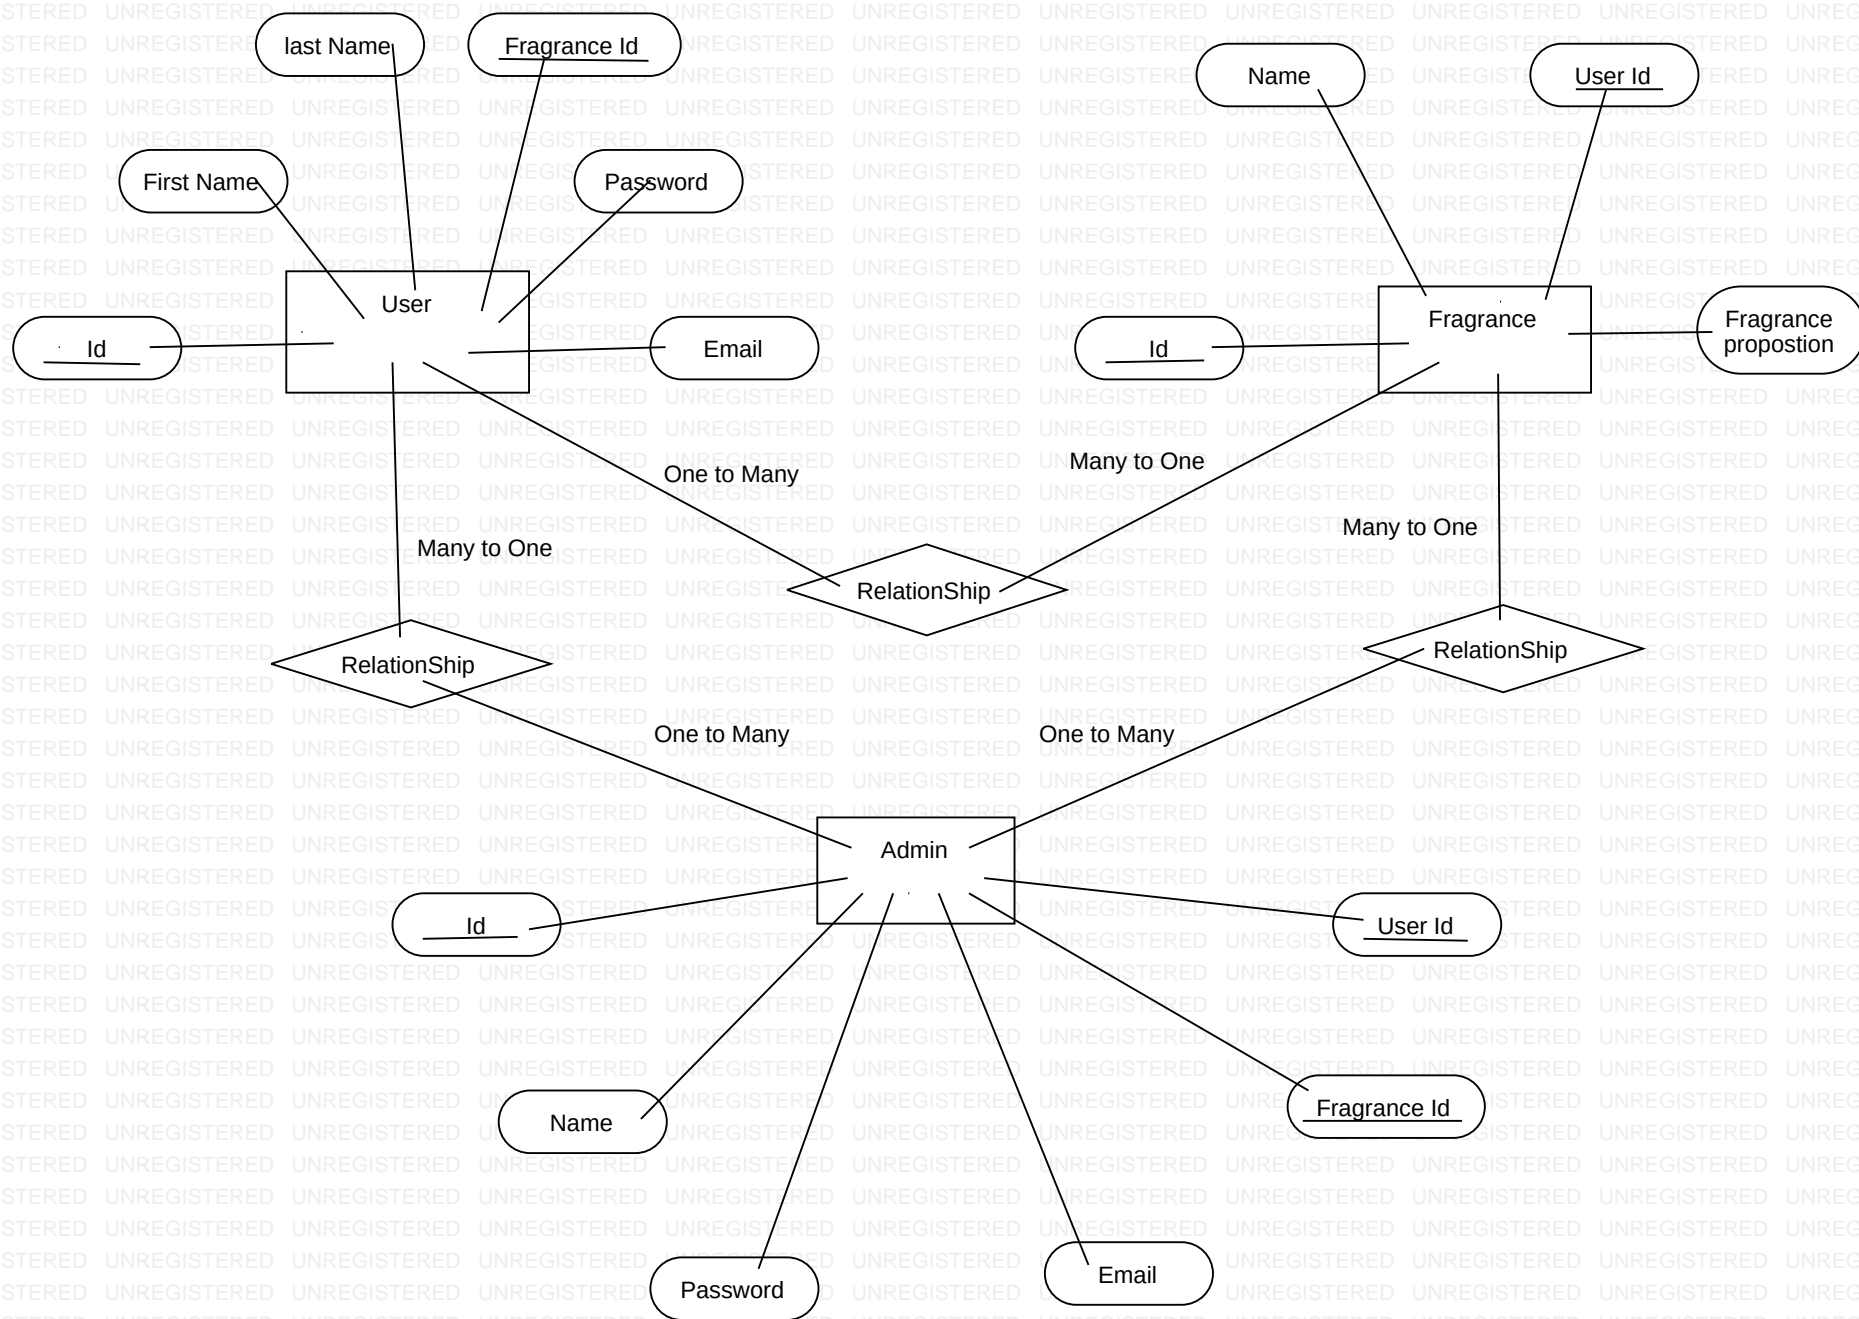 last Name
Fragrance Id
Name
User Id
First Name
Password
User
Fragrance
Fragrance
propostion
Id
Email
Id
One to Many
Many to One
Many to One
Many to One
RelationShip
RelationShip
RelationShip
One to Many
One to Many
Admin
Id
User Id
Name
Fragrance Id
Password
Email
UNREGISTERED